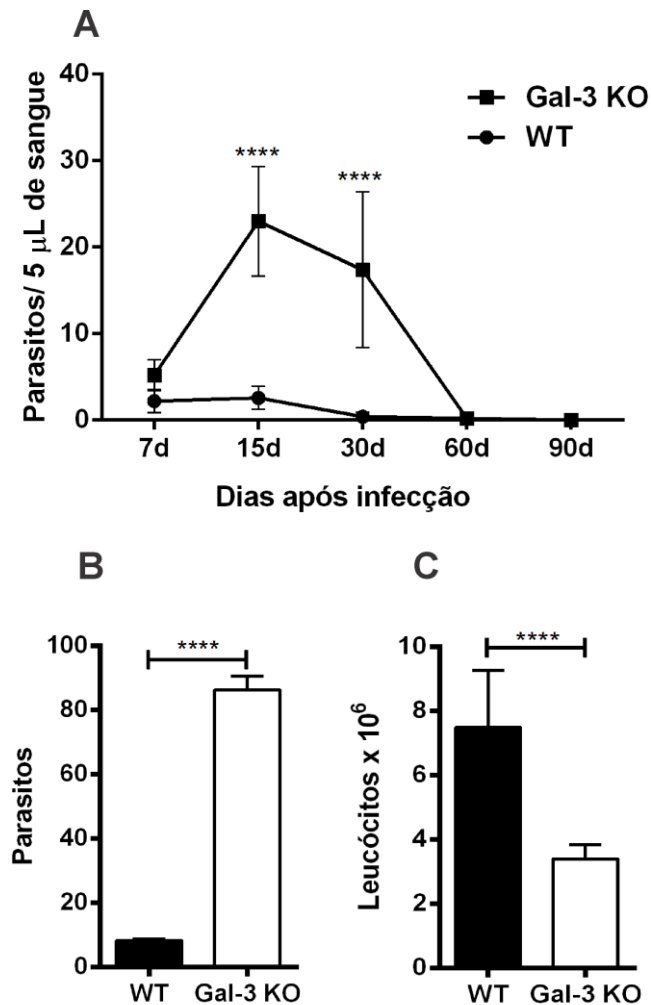 A
Parasitos/ 5 µL de sangue
40
30
20
10
0
Gal-3 KO
WT
****
****
7d 15d 30d 60d 90d
Dias após infecção
B
Parasitos
100
80
60
40
20
0
****
WT Gal-3 KO
C
Leucócitos x 10⁶
10
8
6
4
2
0
****
WT Gal-3 KO